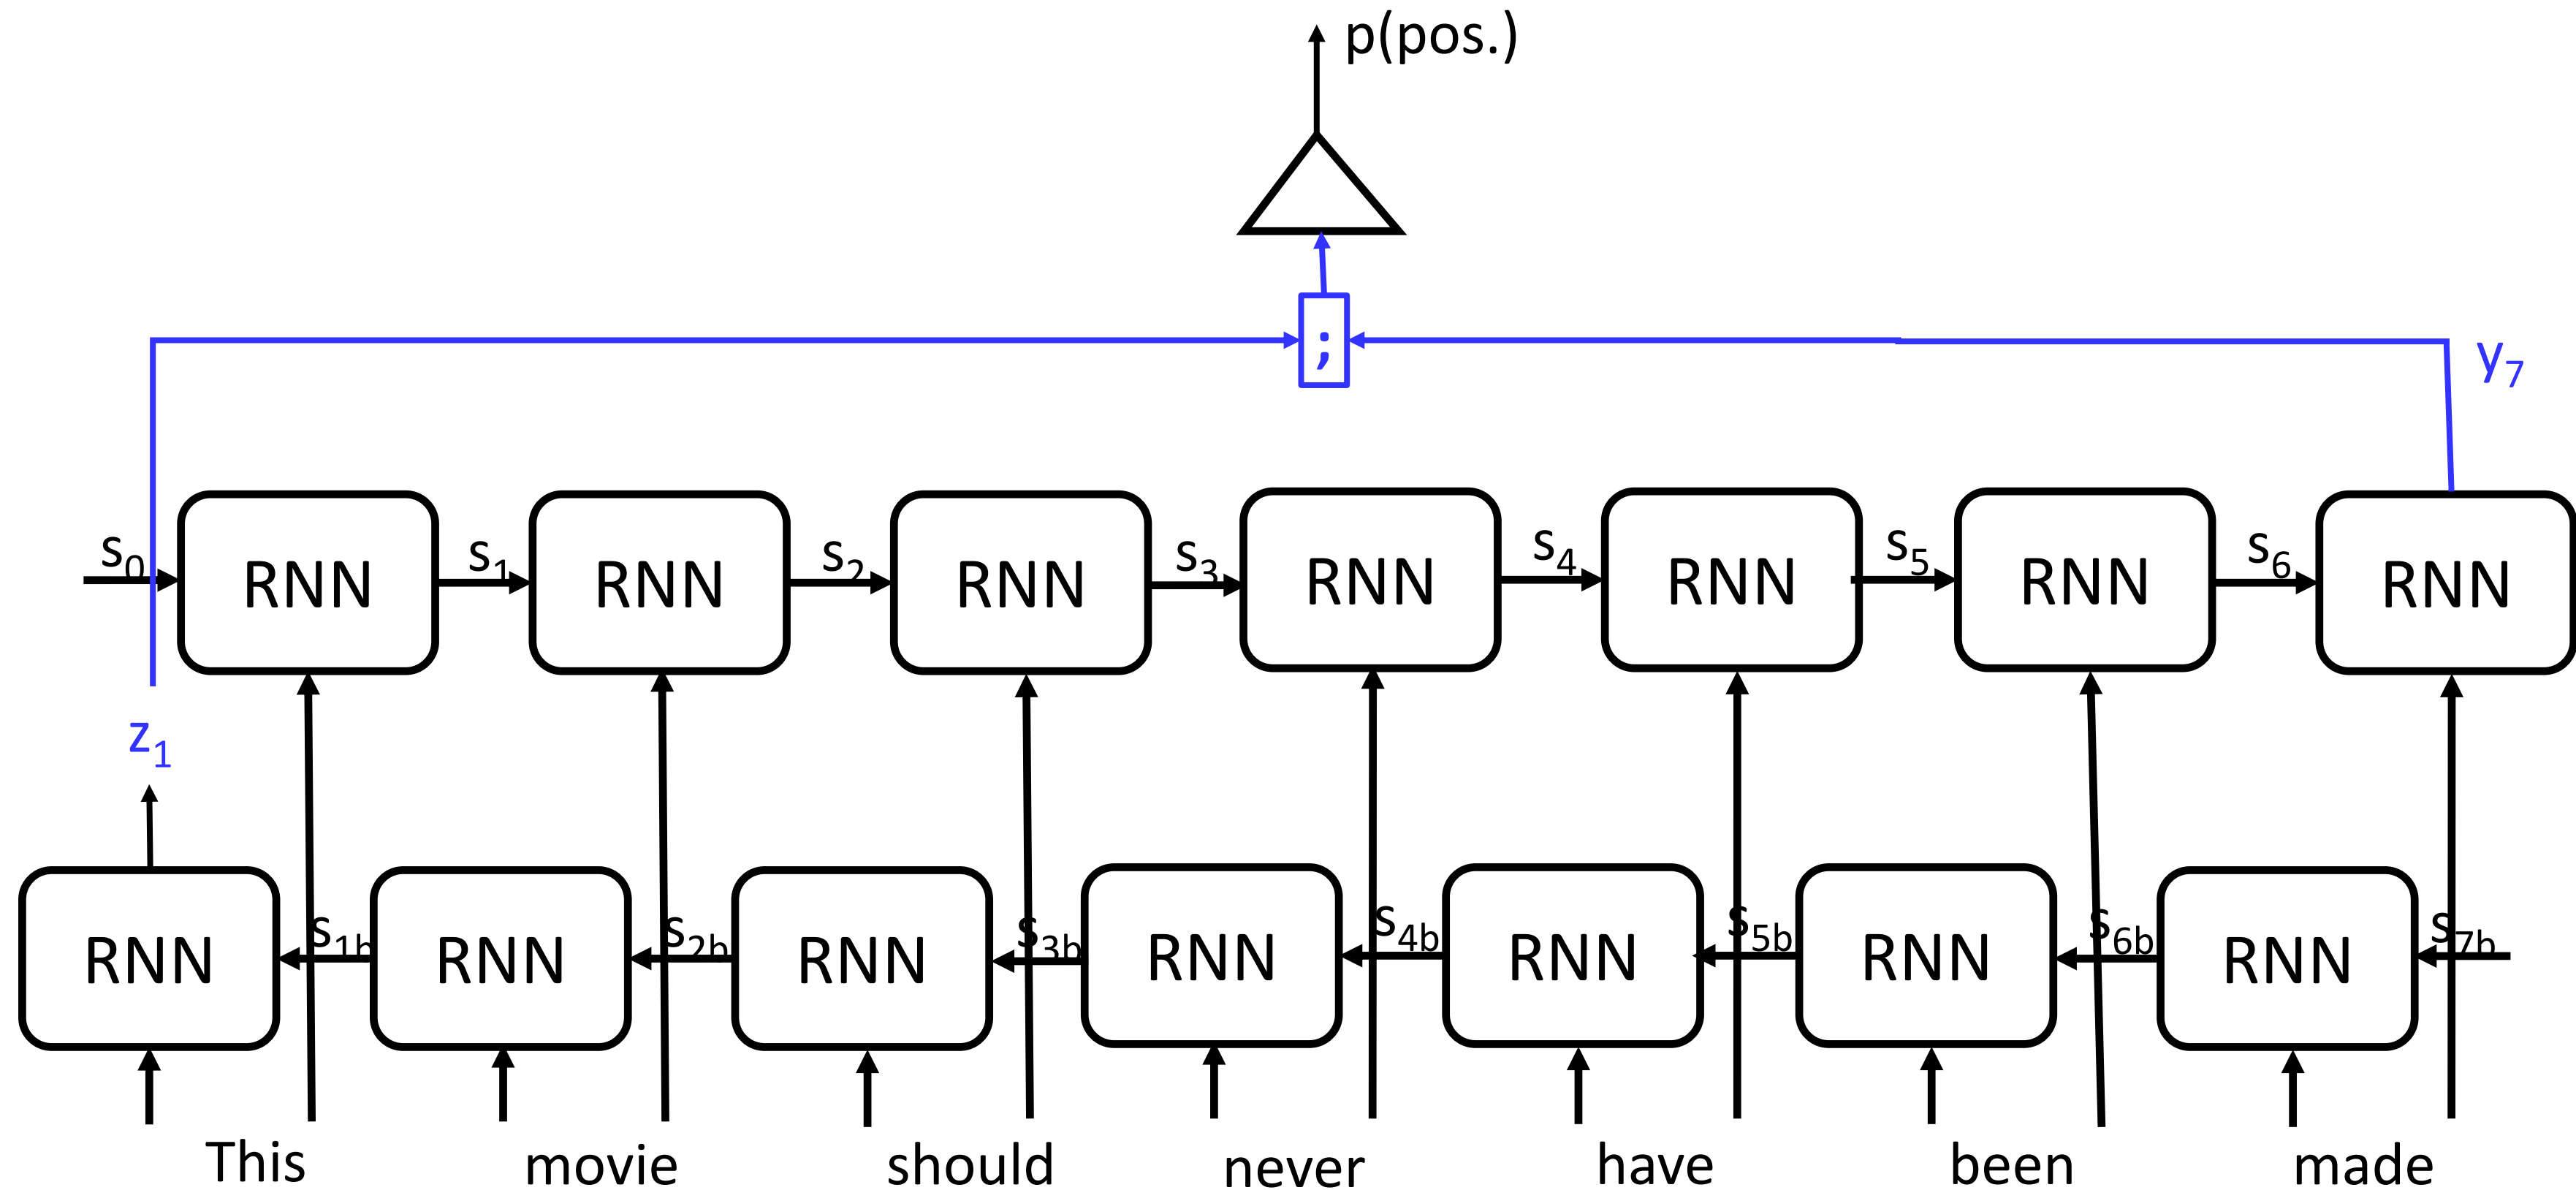 p(pos.)
;
y7
s0 RNN s1 RNN s2 RNN s3 RNN s4 RNN s5 RNN s6 RNN
z1
RNN s1b RNN s2b RNN s3b RNN s4b RNN s5b RNN s6b RNN s7b
This movie should never have been made